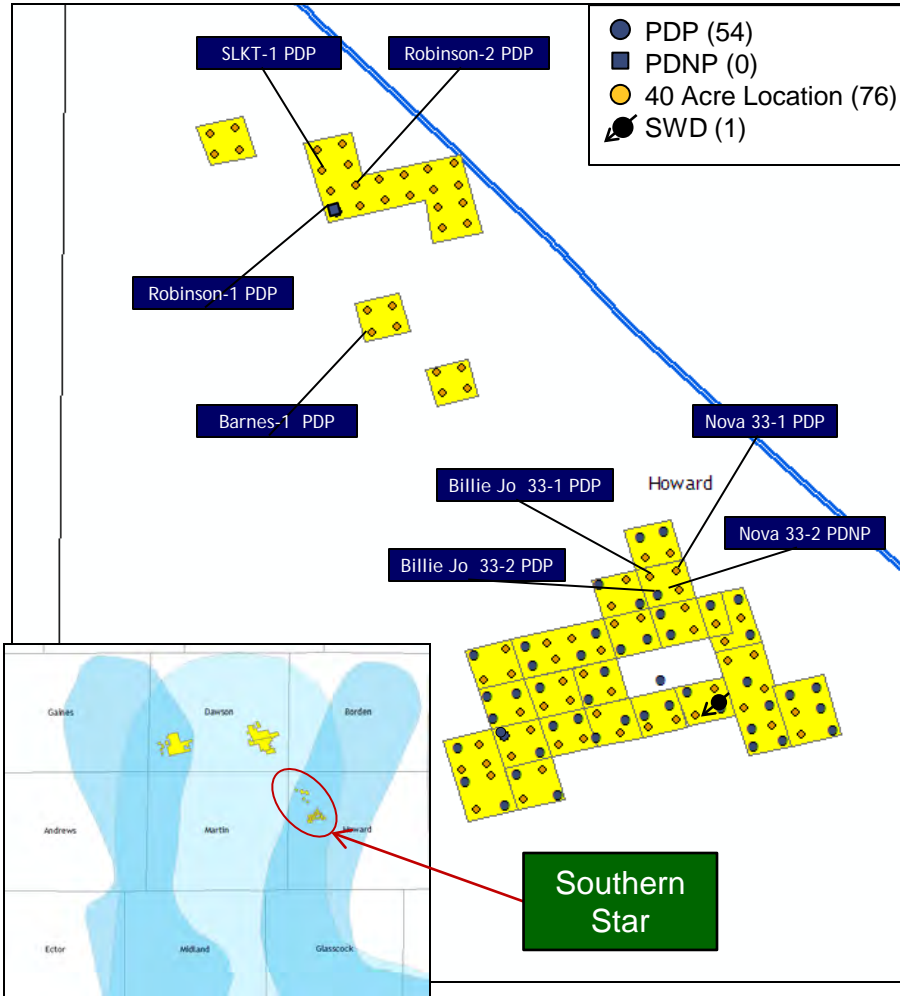 PDP (54)
PDNP (0)
40 Acre Location (76)
SWD (1)
SLKT-1 PDP
Robinson-2 PDP
Robinson-1 PDP
Barnes-1 PDP
Nova 33-1 PDP
Billie Jo 33-1 PDP
Howard
Nova 33-2 PDNP
Billie Jo 33-2 PDP
Gaines
Dawson
Borden
Andrews
Martin
Howard
Ector
Midland
Glasscock
Southern
Star